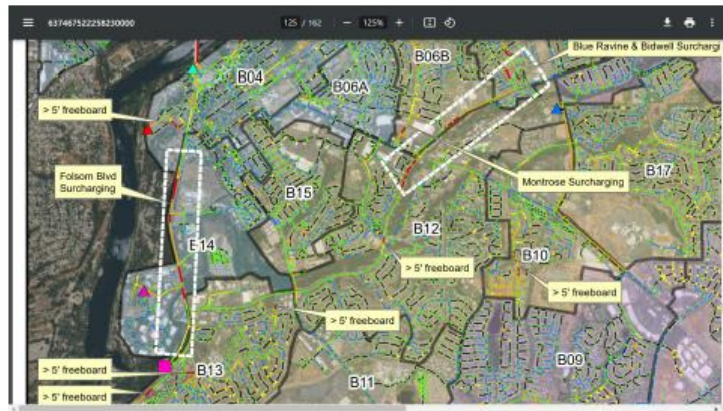 637467522258230000
125 / 162
125%
Blue Ravine & Bidwell Surchargi
B06B
B04
B06A
> 5' freeboard
Folsom Blvd
Surcharging
Montrose Surcharging
B17
B15
B12
B14
B10
> 5' freeboard
> 5' freeboard
> 5' freeboard
> 5' freeboard
B13
B09
B11
> 5' freeboard